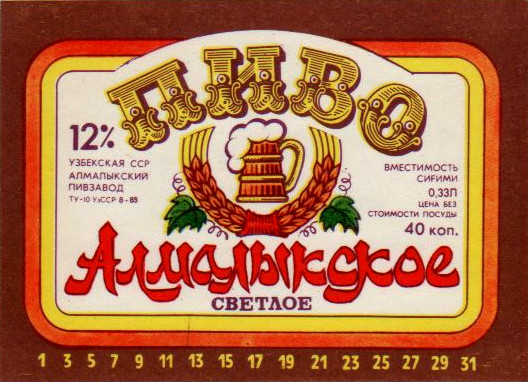 ПИВО
12%
УЗБЕКСКАЯ ССР
АЛМАЛЫКСКИЙ
ПИВЗАВОД
ТУ-10 УзССР 8-85
ВМЕСТИМОСТЬ
СИҒИМИ
0,33Л
ЦЕНА БЕЗ
СТОИМОСТИ ПОСУДЫ
40 КОП.
Алмалыкское
СВЕТЛОЕ
1 3 5 7 9 11 13 15 17 19 21 23 25 27 29 31